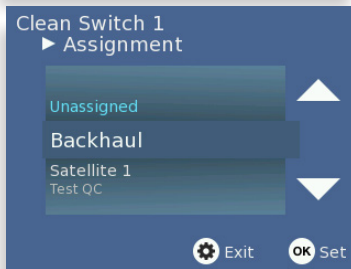 Clean Switch 1
▶ Assignment
Unassigned
Backhaul
Satellite 1
Test QC
Exit OK Set